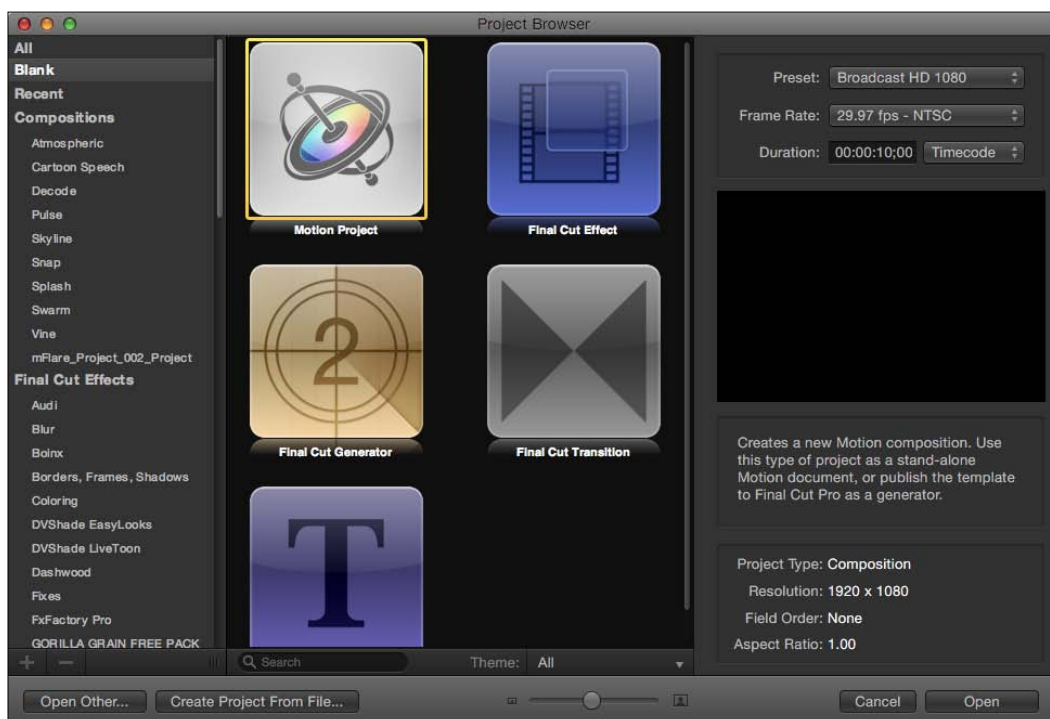 Project Browser
All
Blank
Recent
Compositions
Atmospheric
Cartoon Speech
Decode
Pulse
Skyline
Snap
Splash
Swarm
Vine
mFlare_Project_002_Project
Final Cut Effects
Audi
Blur
Boinx
Borders, Frames, Shadows
Coloring
DVShade EasyLooks
DVShade LiveToon
Dashwood
Fixes
FxFactory Pro
GORILLA GRAIN FREE PACK
Motion Project
Final Cut Effect
2
Final Cut Generator
Final Cut Transition
T
Search
Theme: All
Preset: Broadcast HD 1080
Frame Rate: 29.97 fps - NTSC
Duration: 00:00:10;00 Timecode
Creates a new Motion composition. Use
this type of project as a stand-alone
Motion document, or publish the template
to Final Cut Pro as a generator.
Project Type: Composition
Resolution: 1920 x 1080
Field Order: None
Aspect Ratio: 1.00
Open Other...
Create Project From File...
Cancel
Open